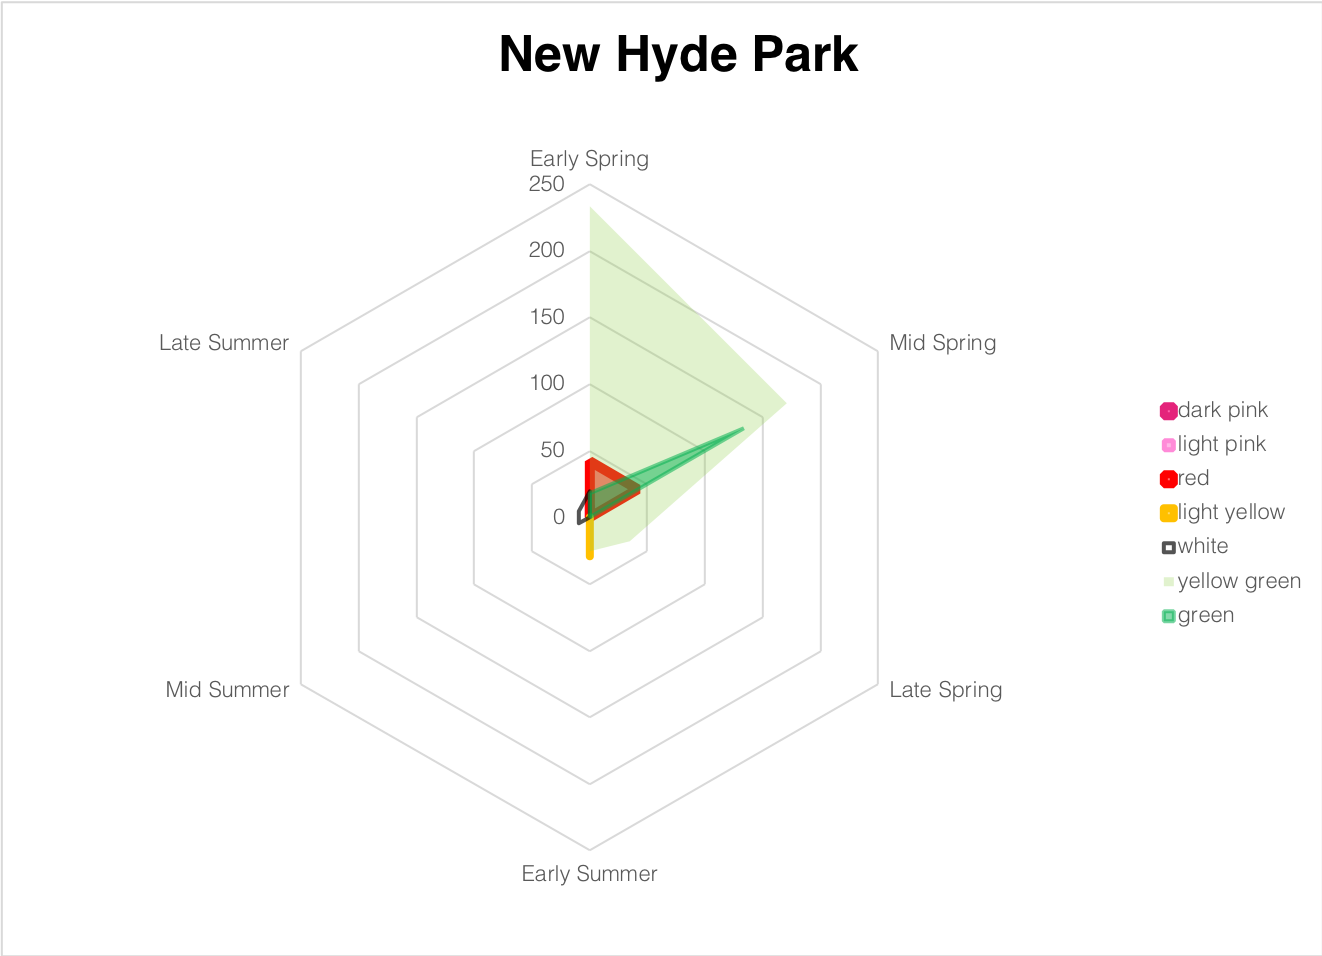 New Hyde Park
Early Spring
250
200
150
100
50
0
Late Summer
Mid Spring
Mid Summer
Late Spring
Early Summer
dark pink
light pink
red
light yellow
white
yellow green
green